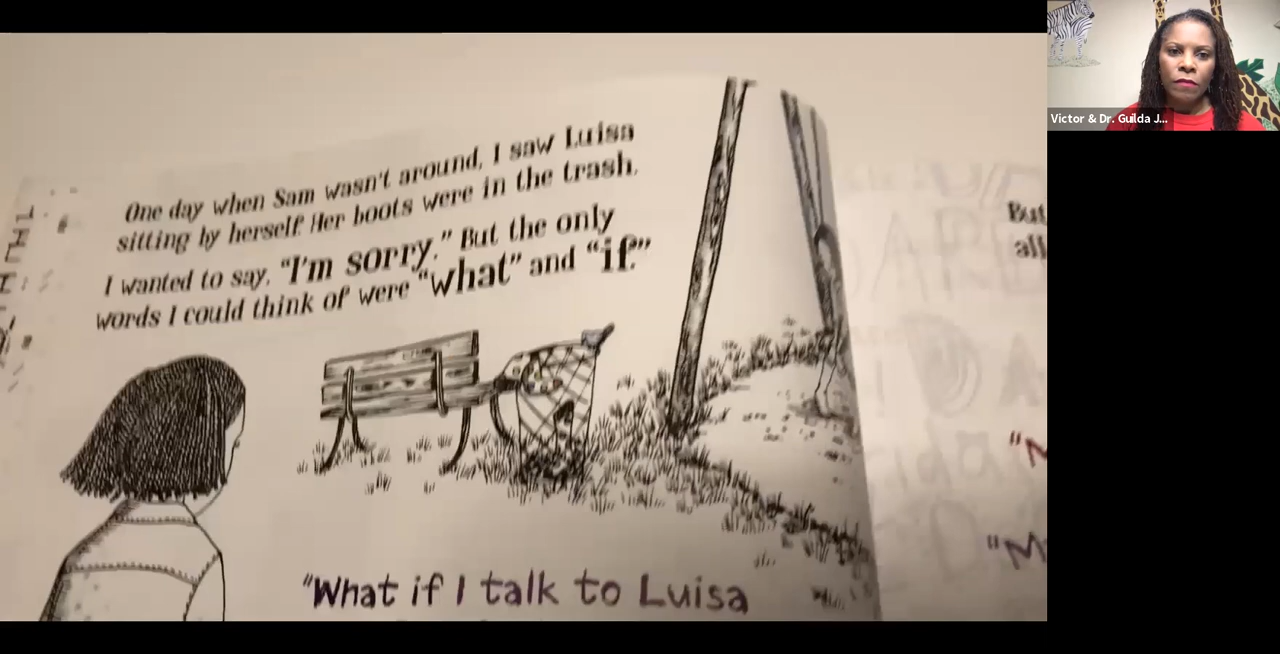 One day when Sam wasn't around, I saw Luisa
sitting by herself. Her boots were in the trash.
I wanted to say, “I'm sorry.” But the only
words I could think of were “what” and “if.”
"What if I talk to Luisa
But
all
"M
Victor & Dr. Guilda J...